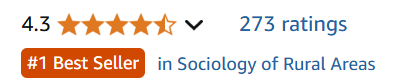 4.3 273 ratings
#1 Best Seller in Sociology of Rural Areas